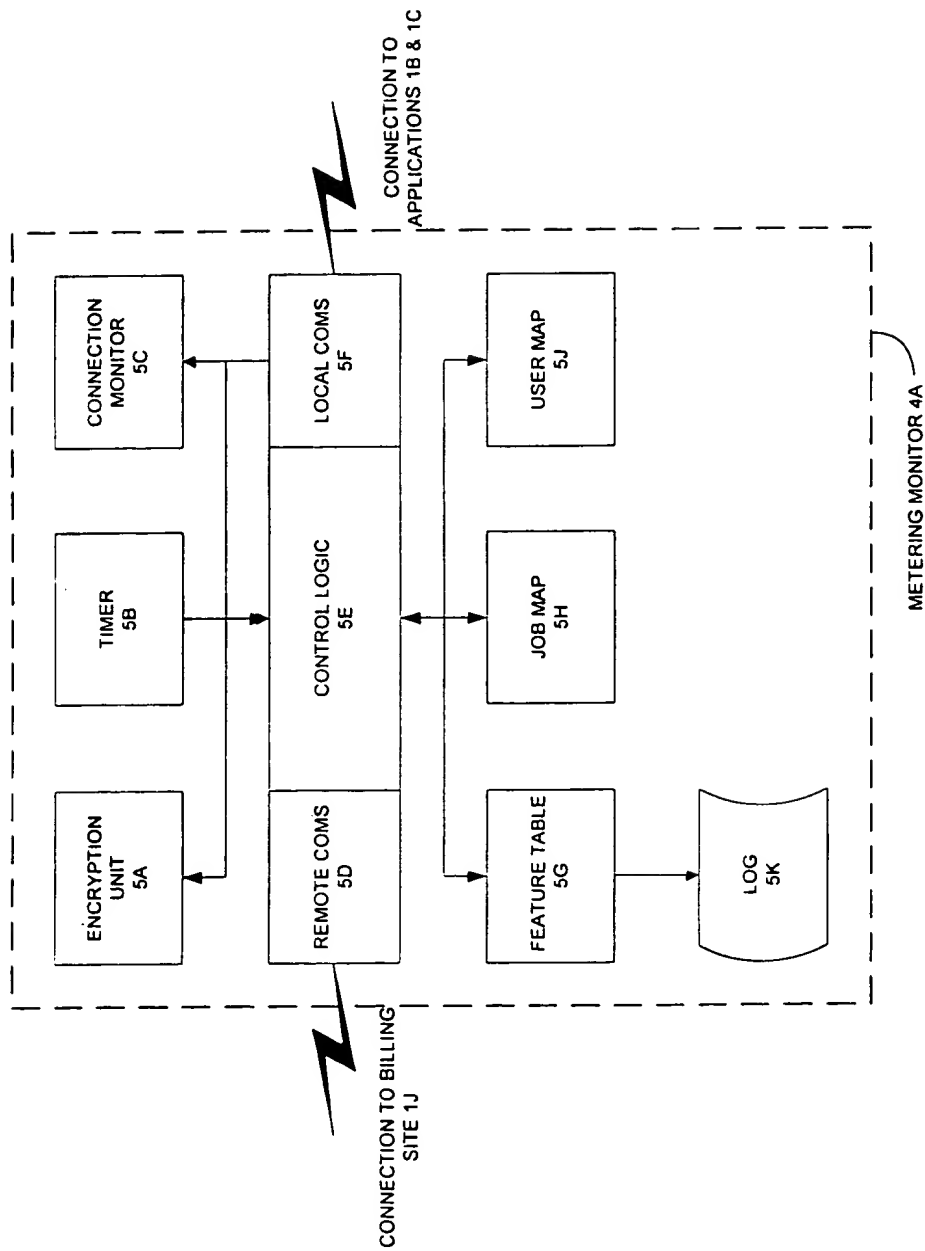 ENCRYPTION
UNIT
5A
TIMER
5B
CONNECTION
MONITOR
5C
CONNECTION TO BILLING
SITE 1J
REMOTE COMS
5D
CONTROL LOGIC
5E
LOCAL COMS
5F
CONNECTION TO
APPLICATIONS 1B & 1C
FEATURE TABLE
5G
JOB MAP
5H
USER MAP
5J
LOG
5K
METERING MONITOR 4A